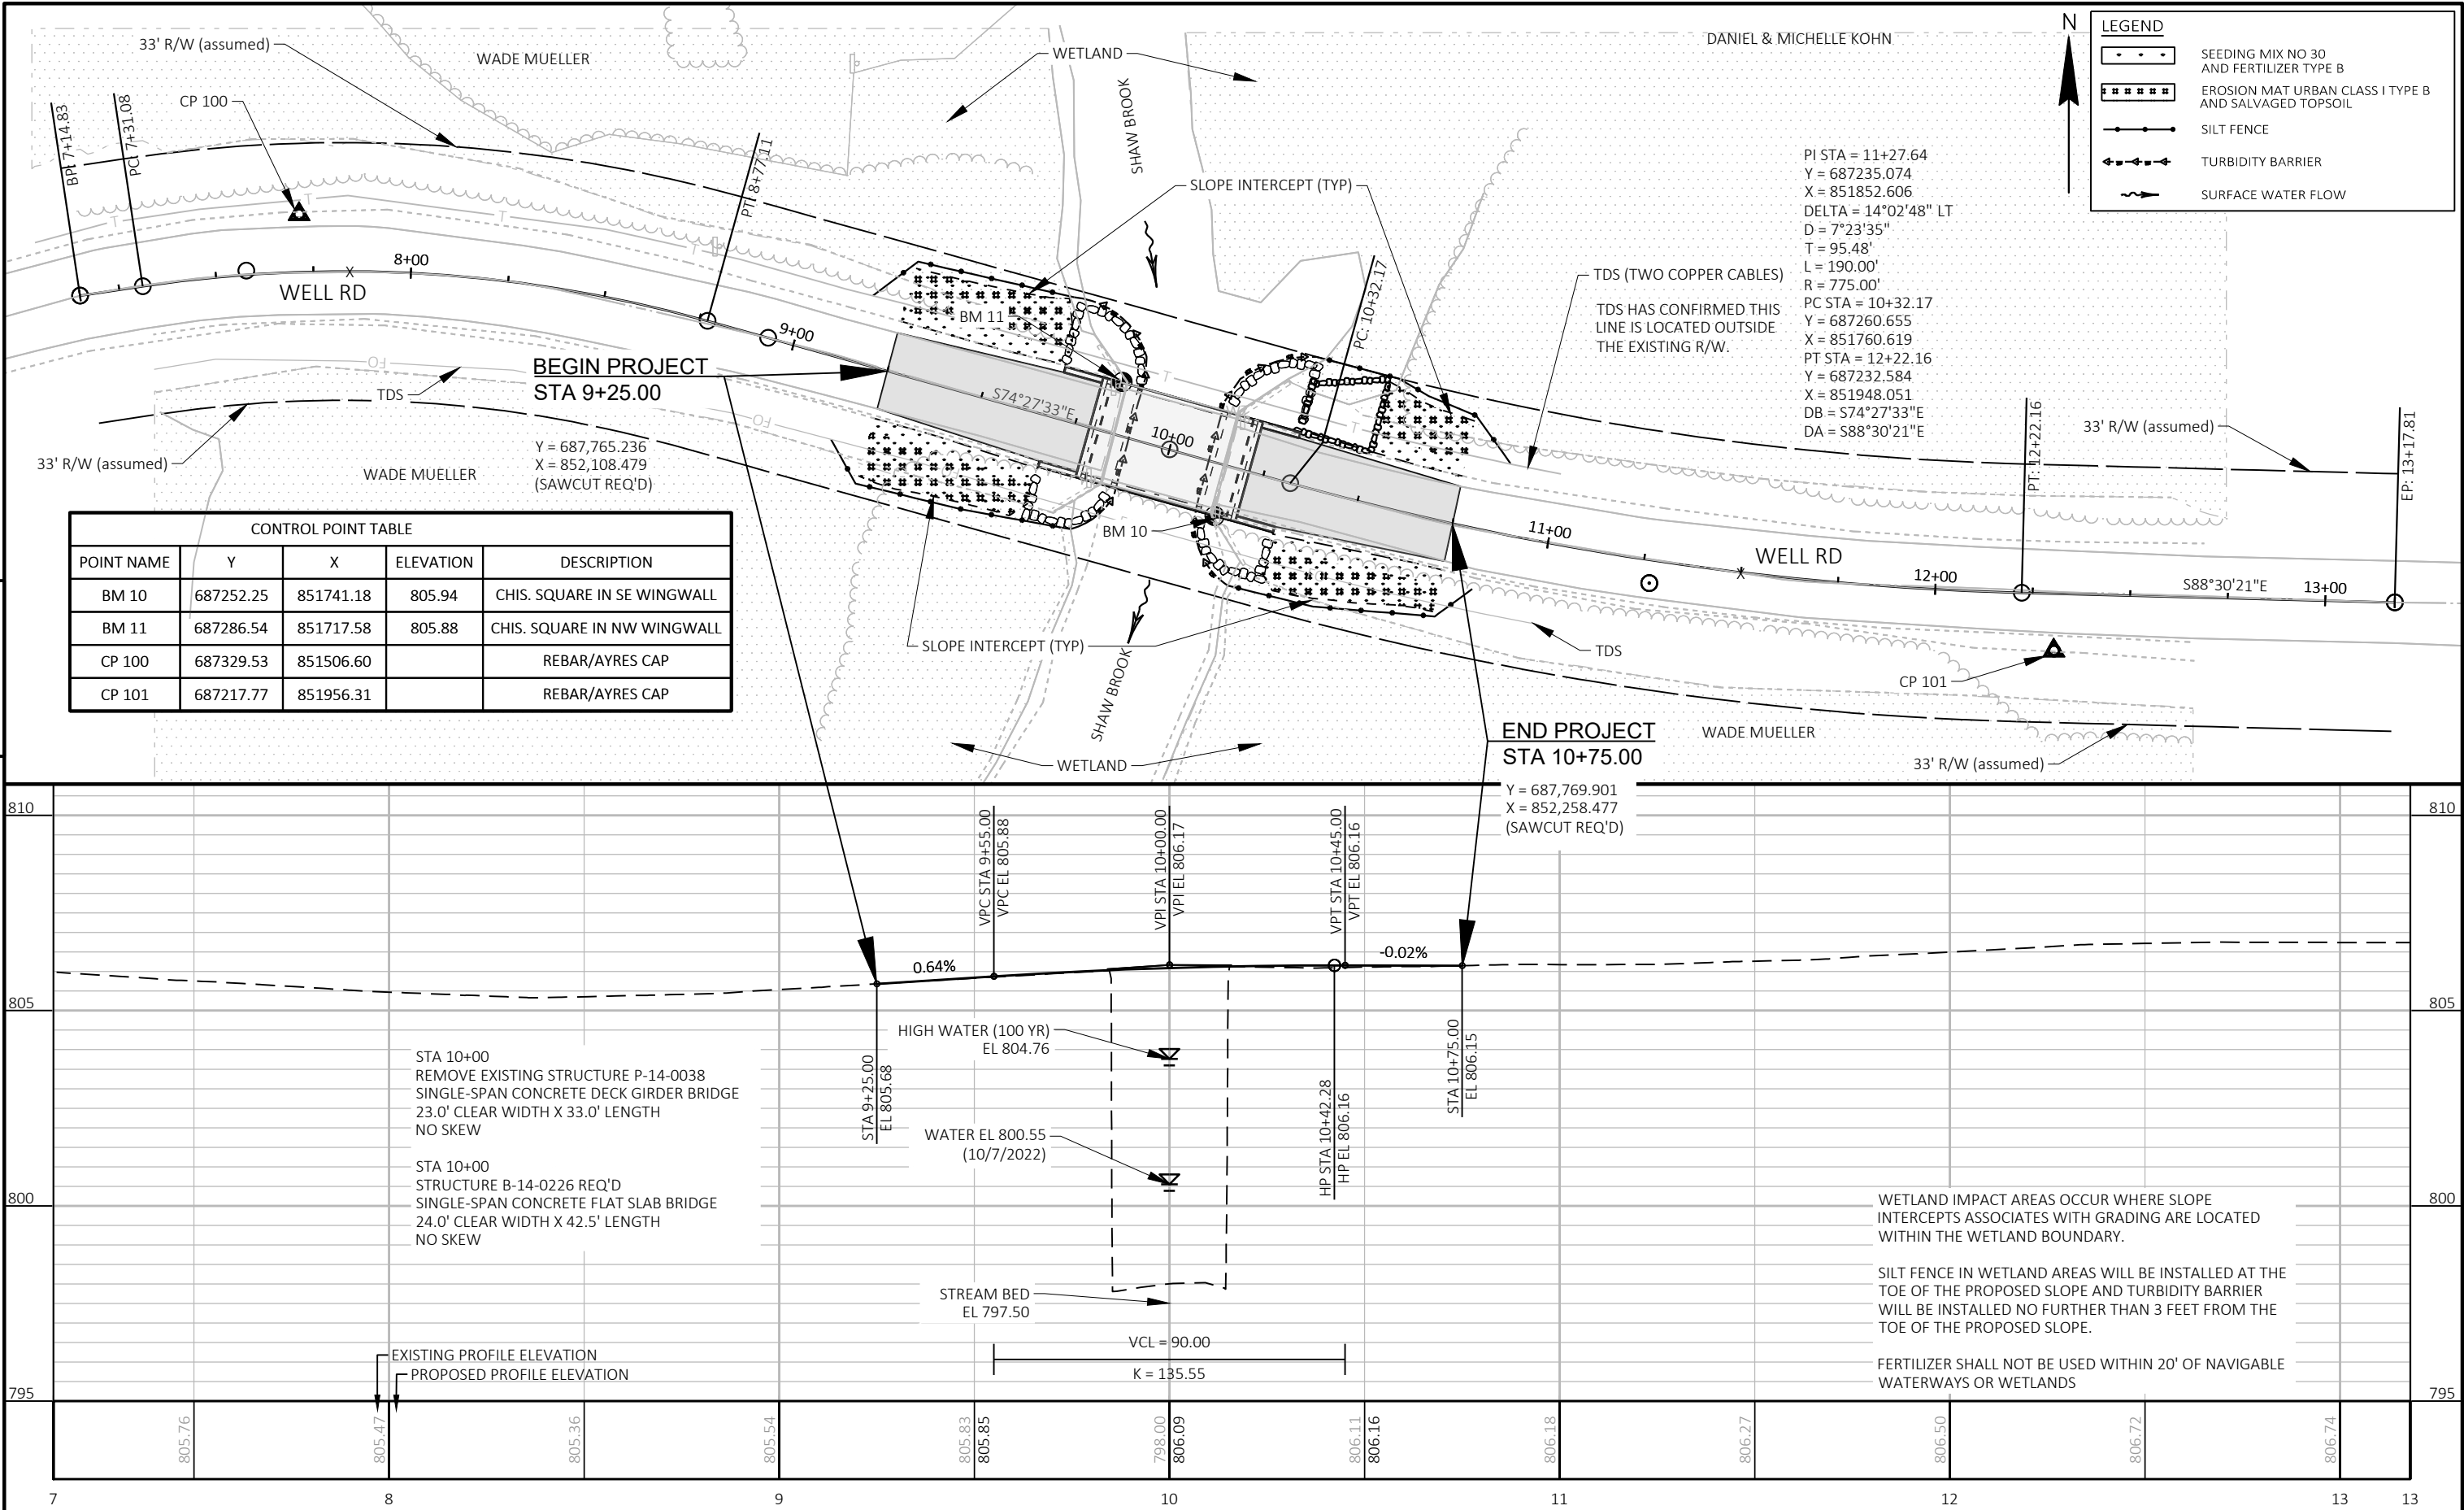 33' R/W (assumed)
WADE MUELLER
WETLAND
DANIEL & MICHELLE KOHN
N
LEGEND
SEEDING MIX NO 30
AND FERTILIZER TYPE B
EROSION MAT URBAN CLASS I TYPE B
AND SALVAGED TOPSOIL
SILT FENCE
TURBIDITY BARRIER
SURFACE WATER FLOW
BP: 7+14.83
PC: 7+31.08
CP 100
PT: 8+77.11
SHAW BROOK
SLOPE INTERCEPT (TYP)
PI STA = 11+27.64
Y = 687235.074
X = 851852.606
DELTA = 14°02'48" LT
D = 7°23'35"
T = 95.48'
L = 190.00'
R = 775.00'
PC STA = 10+32.17
Y = 687260.655
X = 851760.619
PT STA = 12+22.16
Y = 687232.584
X = 851948.051
DB = S74°27'33"E
DA = S88°30'21"E
T
T
T
T
T
8+00
X
WELL RD
BM 11
9+00
PC: 10+32.17
TDS (TWO COPPER CABLES)
TDS HAS CONFIRMED THIS
LINE IS LOCATED OUTSIDE
THE EXISTING R/W.
BEGIN PROJECT
STA 9+25.00
FO
TDS
FO
S74°27'33"E
10+00
33' R/W (assumed)
WADE MUELLER
Y = 687,765.236
X = 852,108.479
(SAWCUT REQ'D)
33' R/W (assumed)
PT: 12+22.16
EP: 13+17.81
BM 10
11+00
WELL RD
X
12+00
S88°30'21"E
13+00
CONTROL POINT TABLE
POINT NAME Y X ELEVATION DESCRIPTION
BM 10 687252.25 851741.18 805.94 CHIS. SQUARE IN SE WINGWALL
BM 11 687286.54 851717.58 805.88 CHIS. SQUARE IN NW WINGWALL
CP 100 687329.53 851506.60 REBAR/AYRES CAP
CP 101 687217.77 851956.31 REBAR/AYRES CAP
SLOPE INTERCEPT (TYP)
TDS
CP 101
SHAW BROOK
WETLAND
END PROJECT
STA 10+75.00
WADE MUELLER
33' R/W (assumed)
Y = 687,769.901
X = 852,258.477
(SAWCUT REQ'D)
810
810
VPC STA 9+55.00
VPC EL 805.88
VPI STA 10+00.00
VPI EL 806.17
VPT STA 10+45.00
VPT EL 806.16
0.64%
-0.02%
805
805
HIGH WATER (100 YR)
EL 804.76
STA 9+25.00
EL 805.68
HP STA 10+42.28
HP EL 806.16
STA 10+75.00
EL 806.15
STA 10+00
REMOVE EXISTING STRUCTURE P-14-0038
SINGLE-SPAN CONCRETE DECK GIRDER BRIDGE
23.0' CLEAR WIDTH X 33.0' LENGTH
NO SKEW
WATER EL 800.55
(10/7/2022)
STA 10+00
STRUCTURE B-14-0226 REQ'D
SINGLE-SPAN CONCRETE FLAT SLAB BRIDGE
24.0' CLEAR WIDTH X 42.5' LENGTH
NO SKEW
800
800
WETLAND IMPACT AREAS OCCUR WHERE SLOPE
INTERCEPTS ASSOCIATES WITH GRADING ARE LOCATED
WITHIN THE WETLAND BOUNDARY.
SILT FENCE IN WETLAND AREAS WILL BE INSTALLED AT THE
TOE OF THE PROPOSED SLOPE AND TURBIDITY BARRIER
WILL BE INSTALLED NO FURTHER THAN 3 FEET FROM THE
TOE OF THE PROPOSED SLOPE.
FERTILIZER SHALL NOT BE USED WITHIN 20' OF NAVIGABLE
WATERWAYS OR WETLANDS
STREAM BED
EL 797.50
VCL = 90.00
K = 135.55
EXISTING PROFILE ELEVATION
PROPOSED PROFILE ELEVATION
795
795
805.76
805.47
805.36
805.54
805.83
805.85
798.00
806.09
806.11
806.16
806.18
806.27
806.50
806.72
806.74
7 8 9 10 11 12 13 13